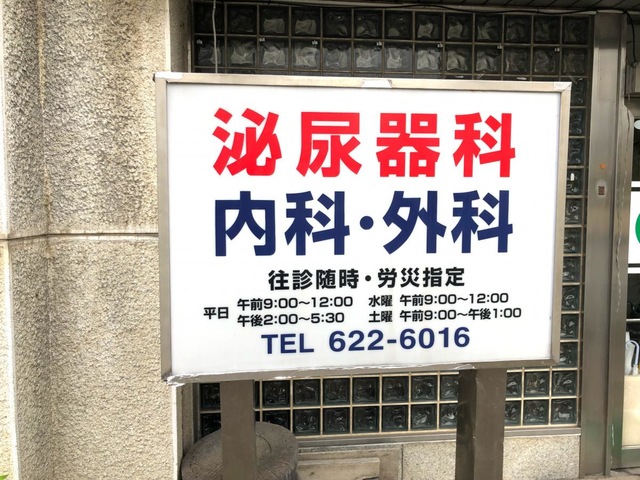 泌尿器科
内科・外科
往診随時・労災指定
平日 午前9:00〜12:00 水曜 午前9:00〜12:00
午後2:00〜5:30 土曜 午前9:00〜午後1:00
TEL 622-6016